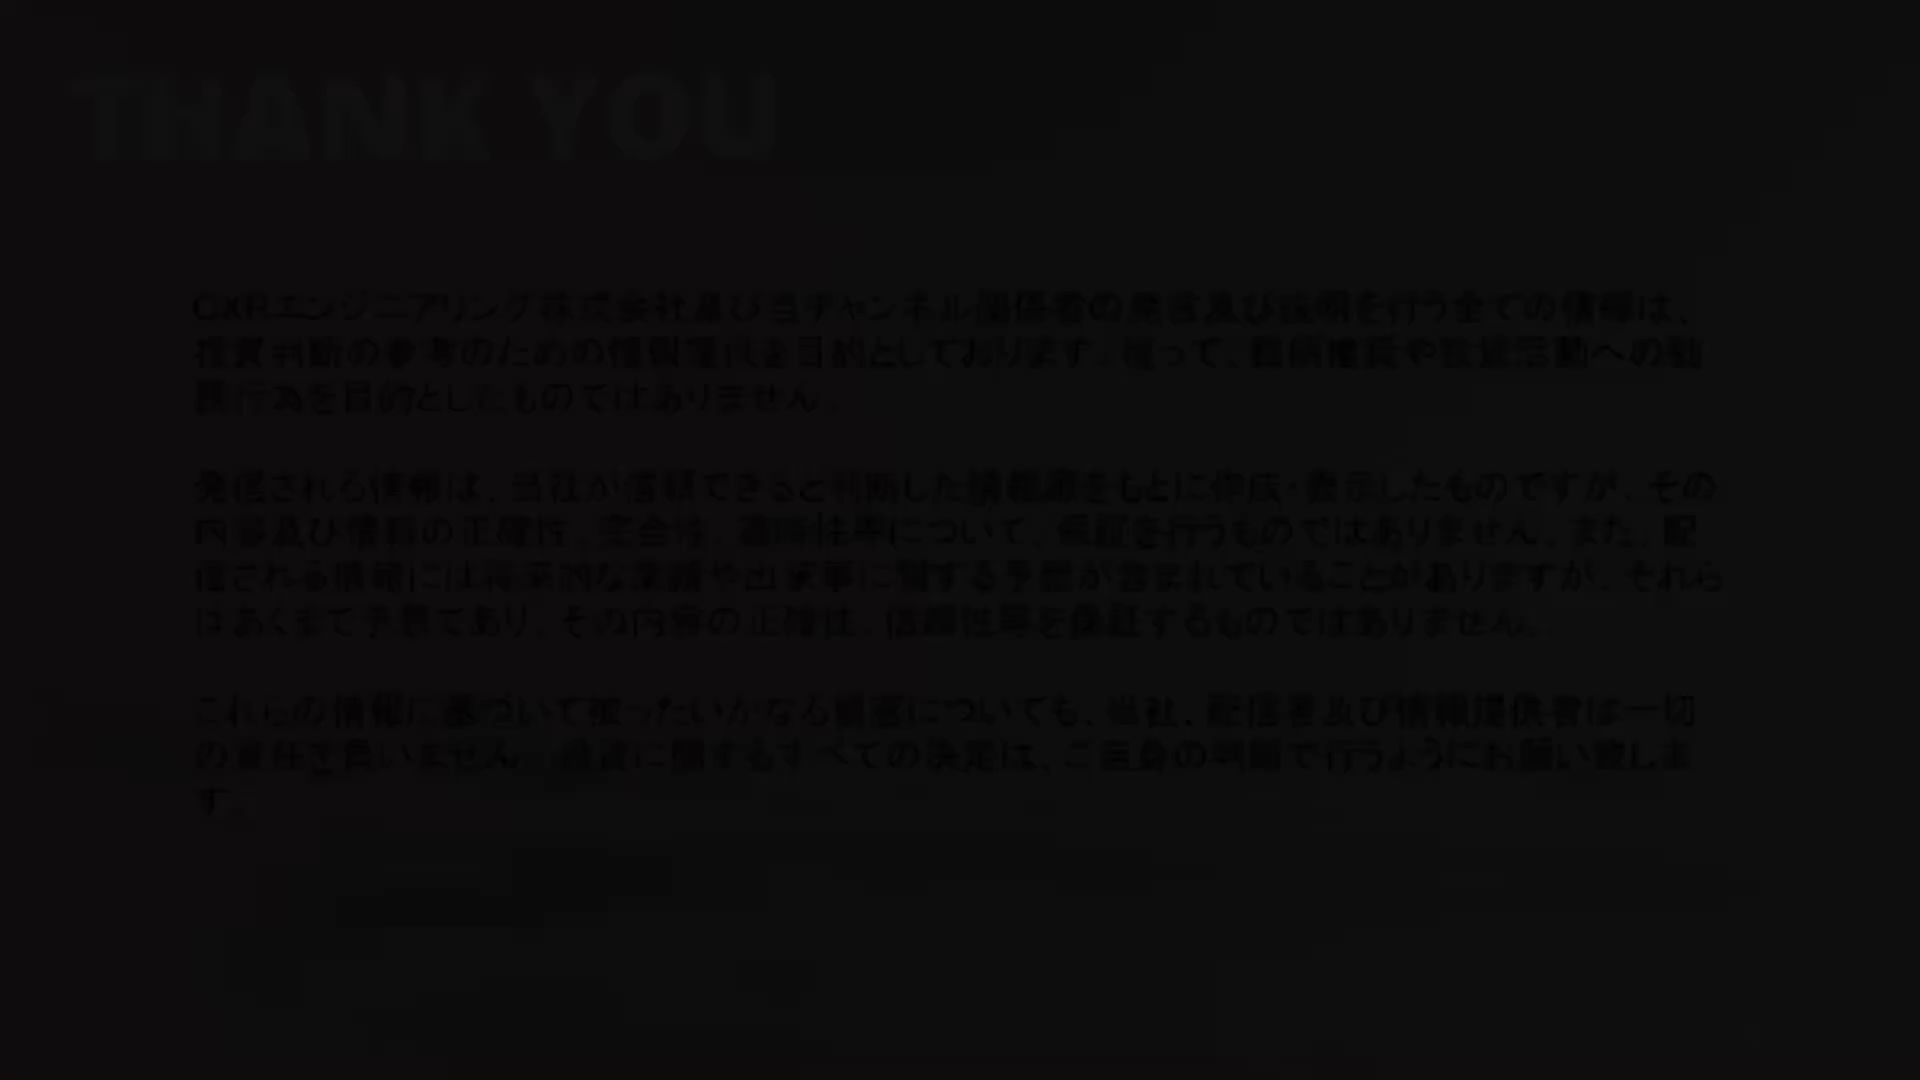 THANK YOU
OXRエンジニアリング株式会社及び当チャンネル関係者の発言及び説明を行う全ての情報は、
投資判断の参考のための情報提供を目的としております。従って、銘柄推奨や投資活動への勧
誘行為を目的としたものではありません。
発信される情報は、当社が信頼できると判断した情報源をもとに作成・表示したものですが、その
内容及び情報の正確性、完全性、適時性等について、保証を行うものではありません。また、配
信される情報には将来的な業績や出来事に関する予想が含まれていることがありますが、それら
はあくまで予想であり、その内容の正確性、信頼性等を保証するものではありません。
これらの情報に基づいて被ったいかなる損害についても、当社、配信者及び情報提供者は一切
の責任を負いません。投資に関するすべての決定は、ご自身の判断で行うようにお願い致しま
す。